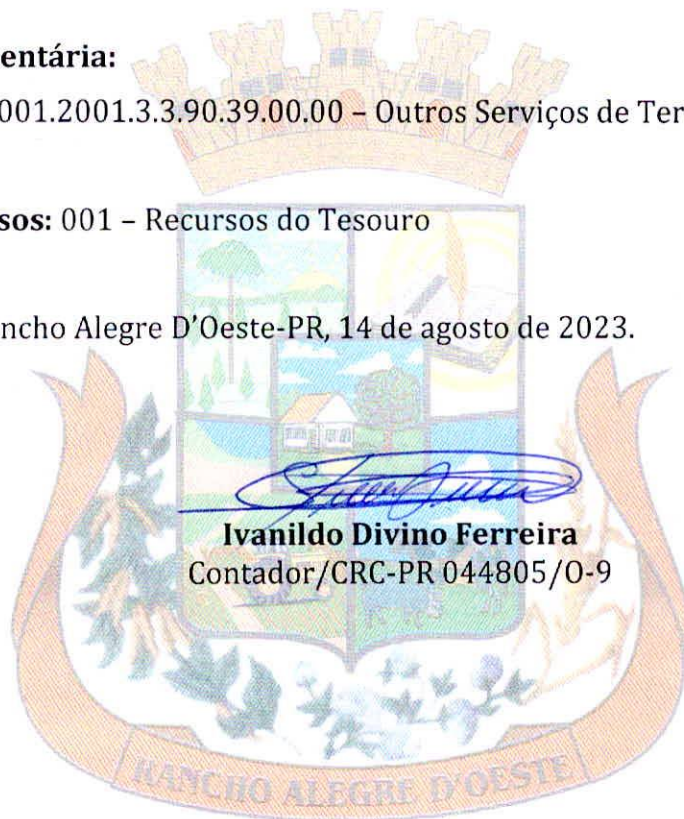 entária:
001.2001.3.3.90.39.00.00 – Outros Serviços de Ter
sos: 001 – Recursos do Tesouro
ncho Alegre D'Oeste-PR, 14 de agosto de 2023.
Ivanildo Divino Ferreira
Contador/CRC-PR 044805/O-9
RANCHO ALEGRE D'OESTE